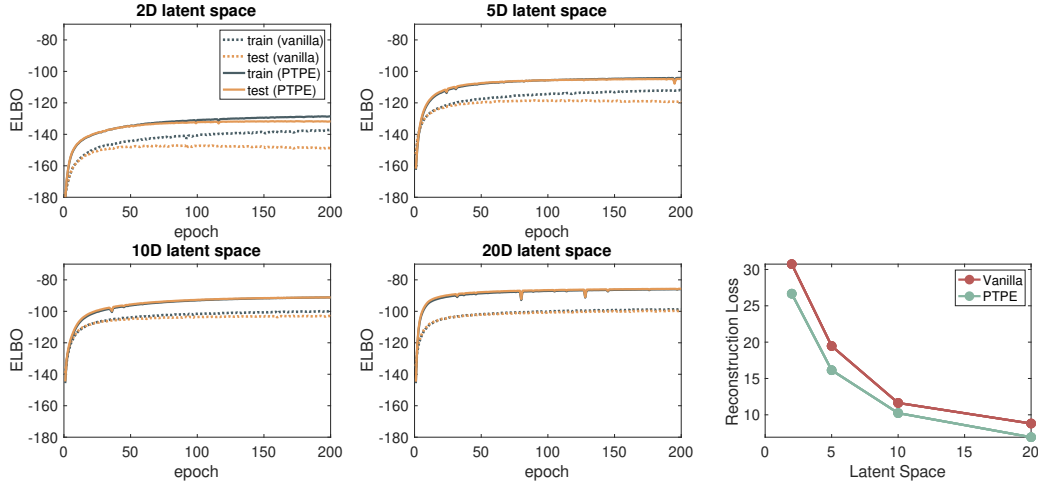 2D latent space
-80
-100
-120
-140
-160
-180
ELBO
0
50
100
150
200
epoch
train (vanilla)
test (vanilla)
train (PTPE)
test (PTPE)
5D latent space
-80
-100
-120
-140
-160
-180
ELBO
0
50
100
150
200
epoch
10D latent space
-80
-100
-120
-140
-160
-180
ELBO
0
50
100
150
200
epoch
20D latent space
-80
-100
-120
-140
-160
-180
ELBO
0
50
100
150
200
epoch
30
25
20
15
10
Reconstruction Loss
0
5
10
15
20
Latent Space
Vanilla
PTPE